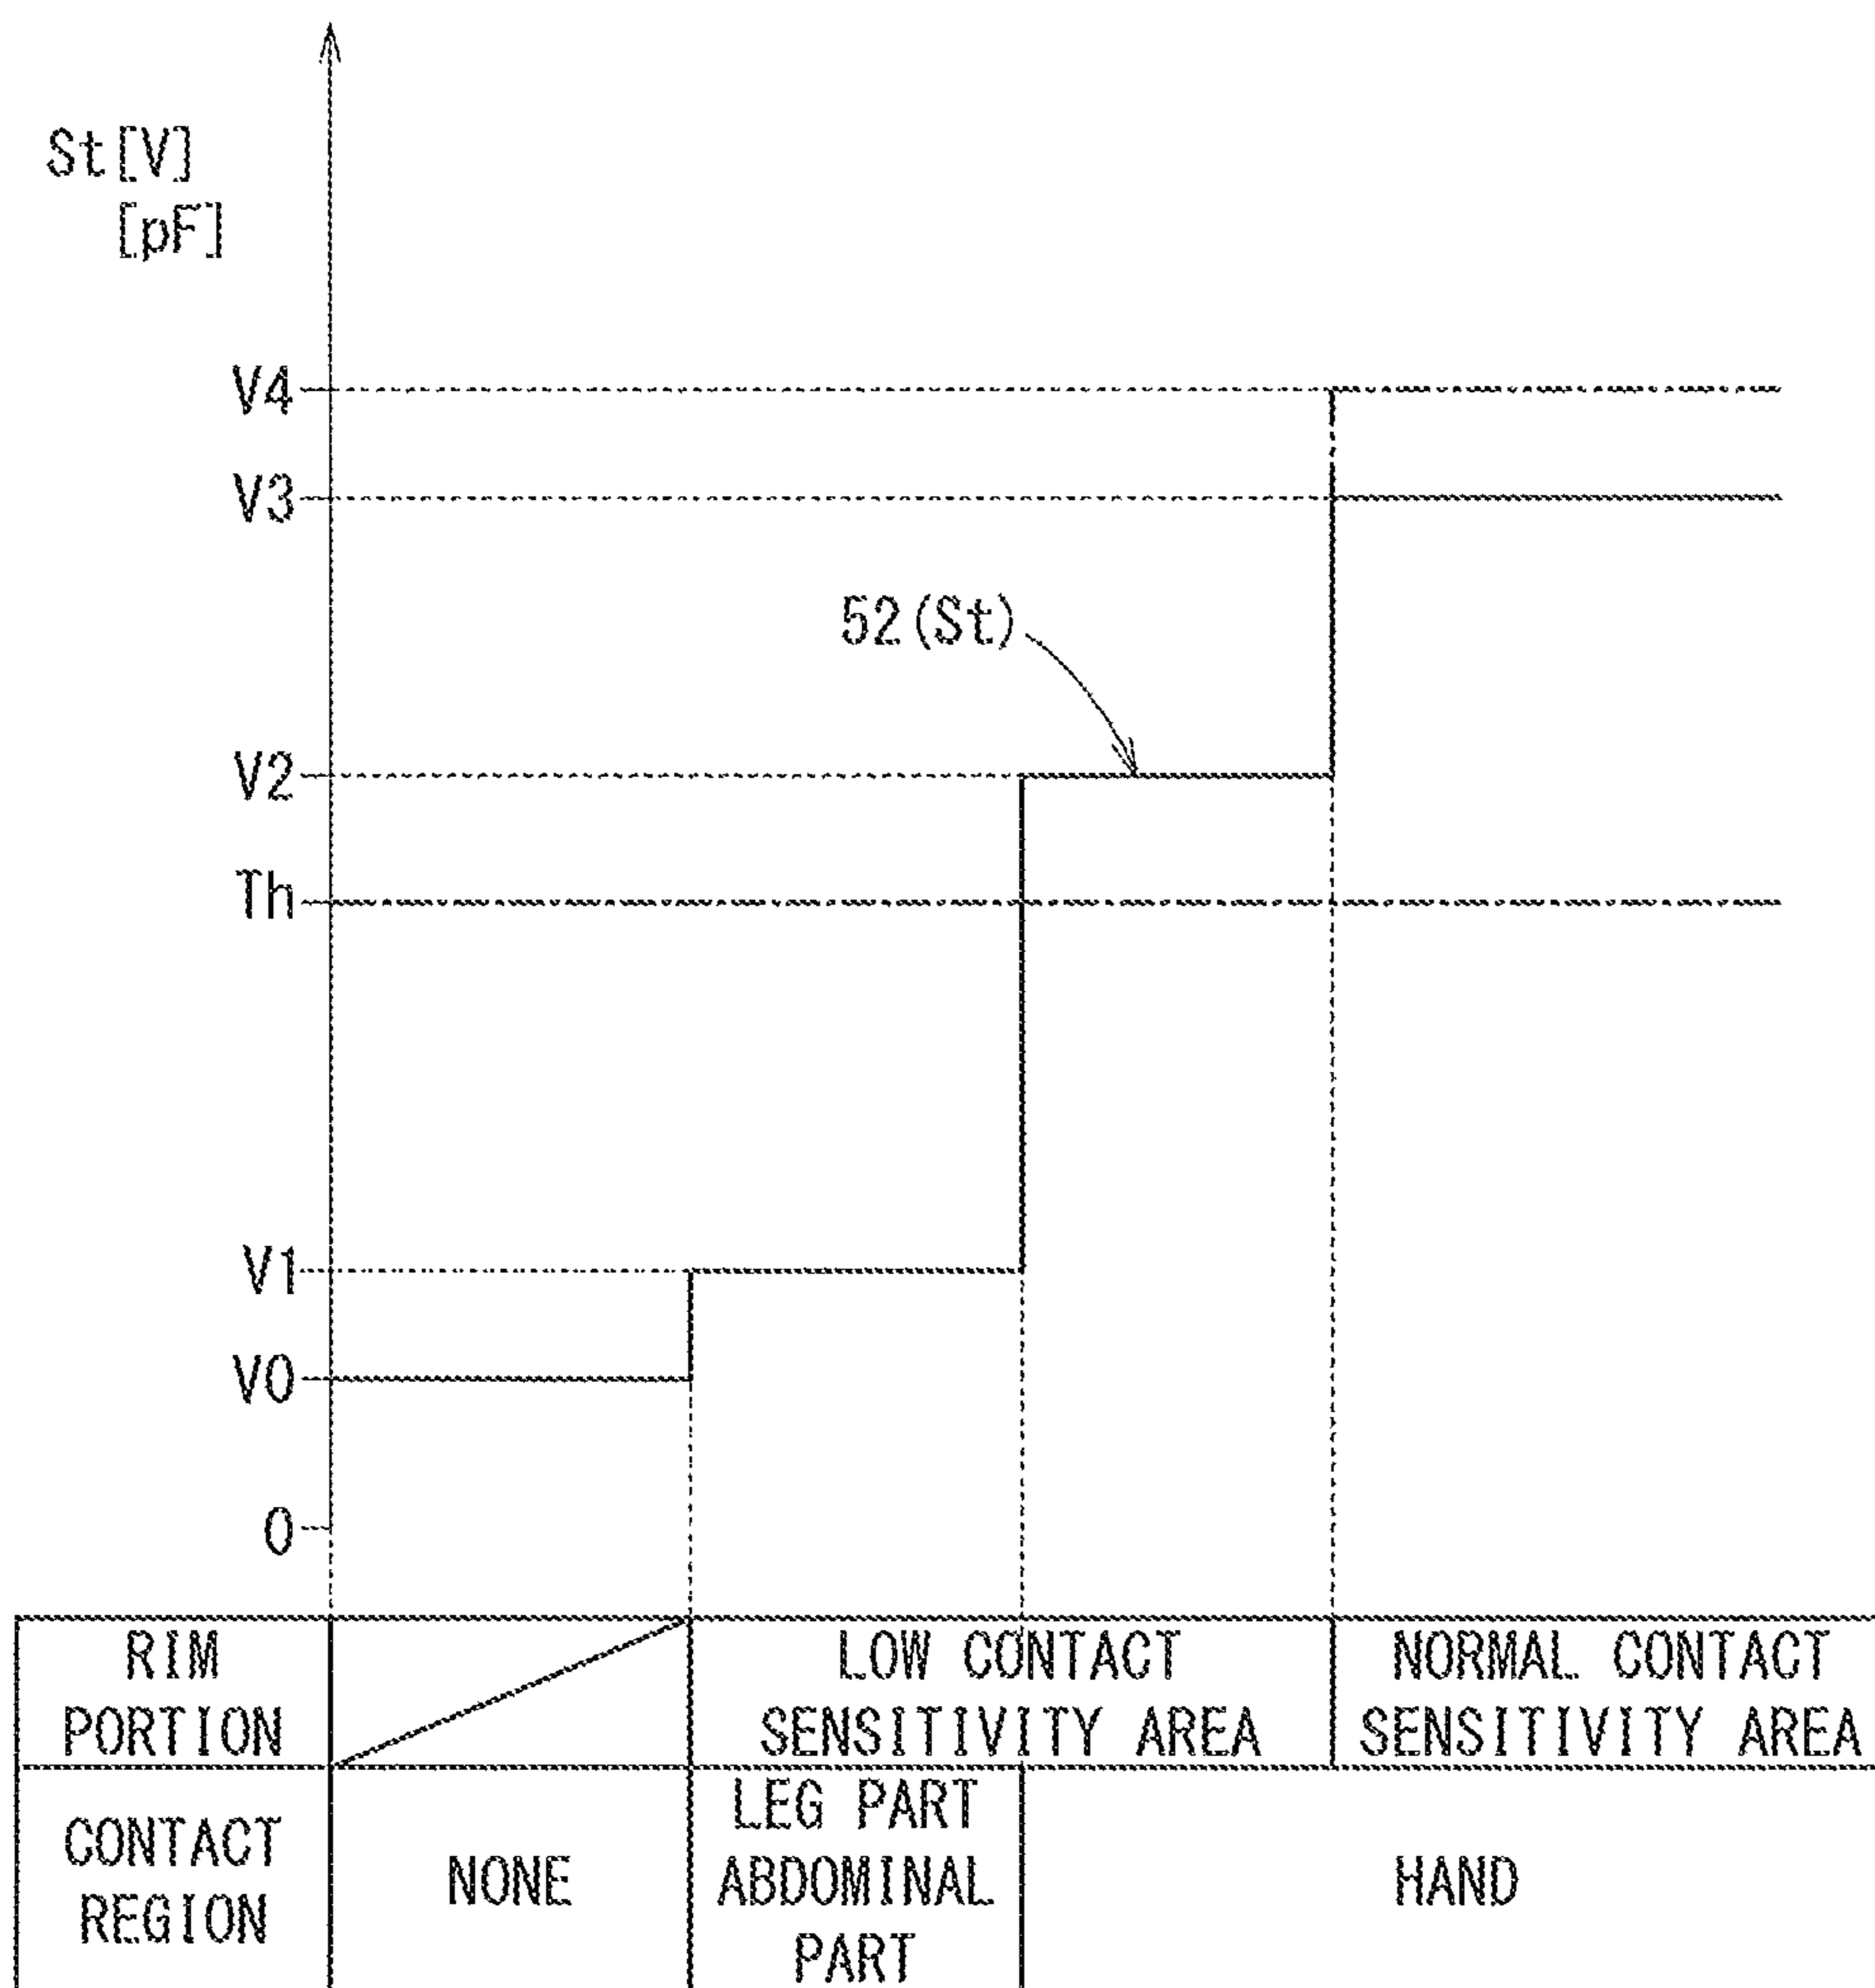 St[V]
[pF]
V4
V3
52(St)
V2
Th
V1
V0
0
RIM
PORTION
LOW CONTACT
SENSITIVITY AREA
NORMAL CONTACT
SENSITIVITY AREA
CONTACT
REGION
NONE
LEG PART
ABDOMINAL
PART
HAND